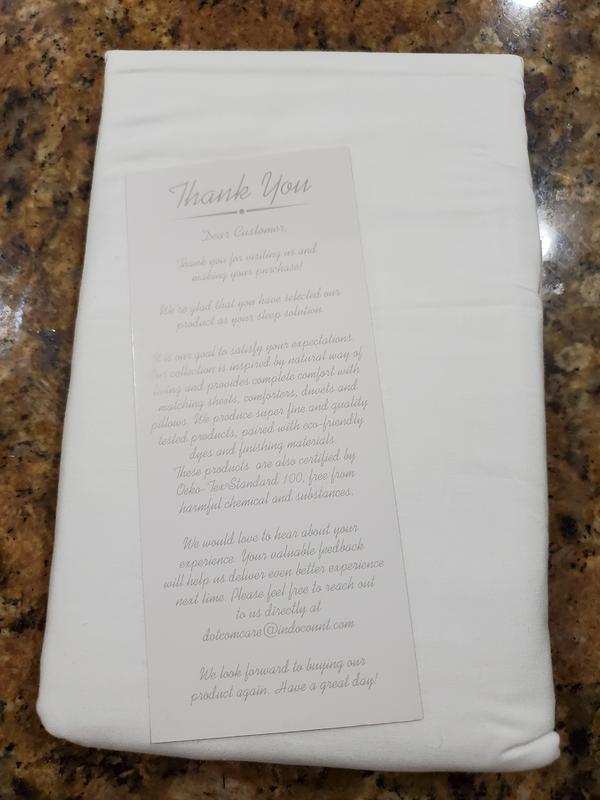 Thank You
Dear Customer,
Thank you for visiting us and
making your purchase!
We're glad that you have selected our
product as your sleep solution.
It is our goal to satisfy your expectations.
Our collection is inspired by natural way of
living and provides complete comfort with
matching sheets, comforters, duvets and
pillows. We produce super fine and quality
tested products, paired with eco-friendly
dyes and finishing materials.
These products are also certified by
Oeko-Tex Standard 100, free from
harmful chemical and substances.
We would love to hear about your
experience. Your valuable feedback
will help us deliver even better experience
next time. Please feel free to reach out
to us directly at
dotcomcare@indocount.com
We look forward to buying our
product again. Have a great day!